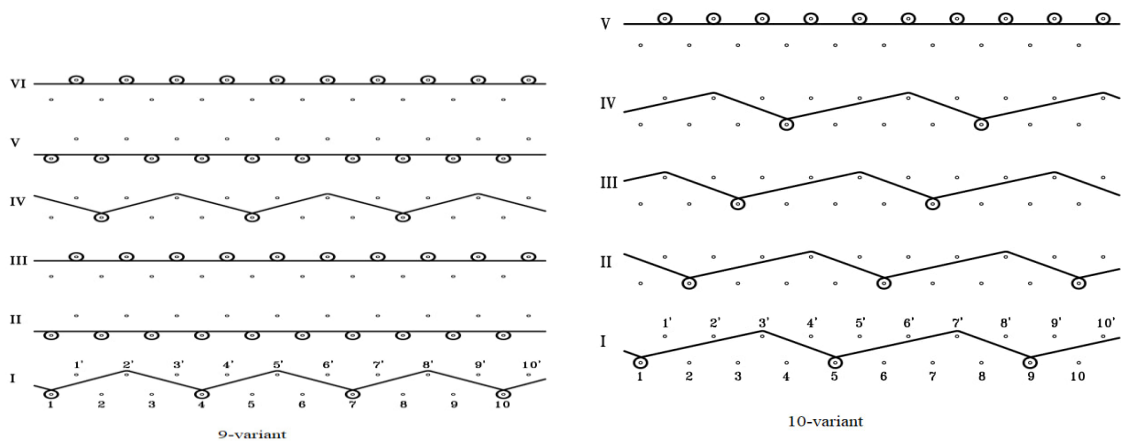 VI
V
IV
III
II
1' 2' 3' 4' 5' 6' 7' 8' 9' 10'
I
1 2 3 4 5 6 7 8 9 10
9-variant
V
IV
III
II
1' 2' 3' 4' 5' 6' 7' 8' 9' 10'
I
1 2 3 4 5 6 7 8 9 10
10-variant